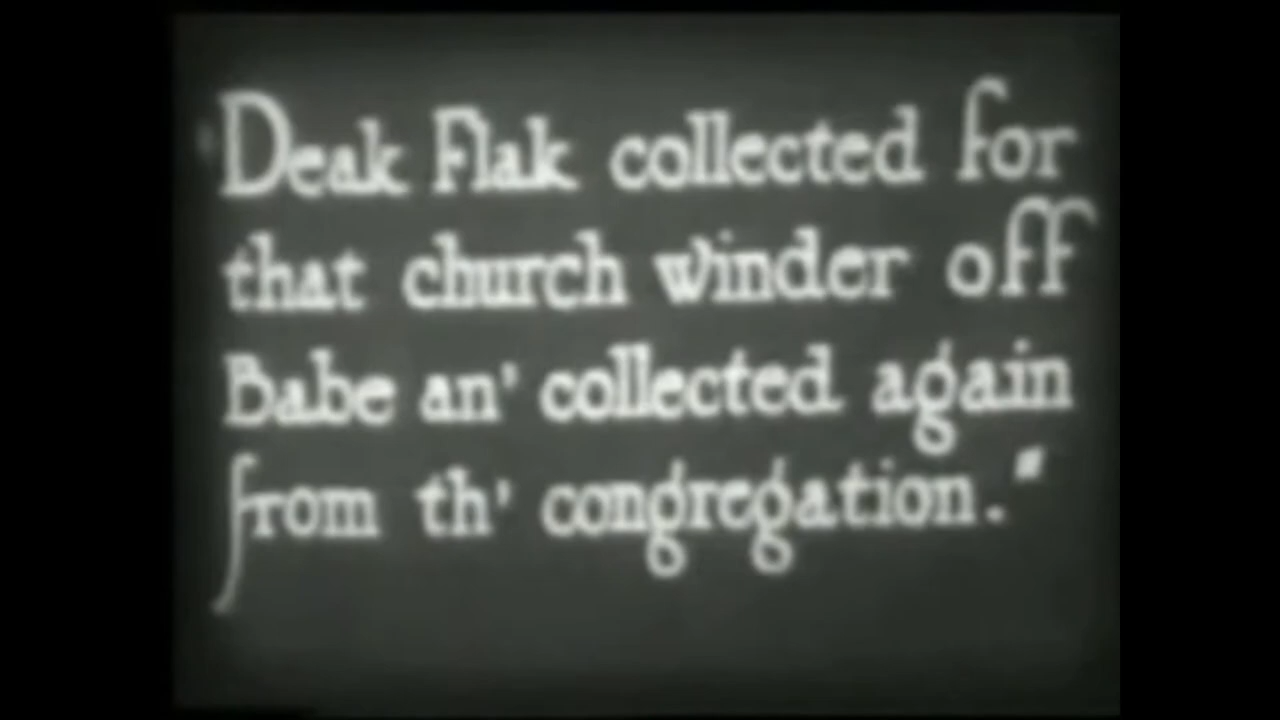 "Deak Flak collected for
that church winder off
Babe an' collected again
from th' congregation."